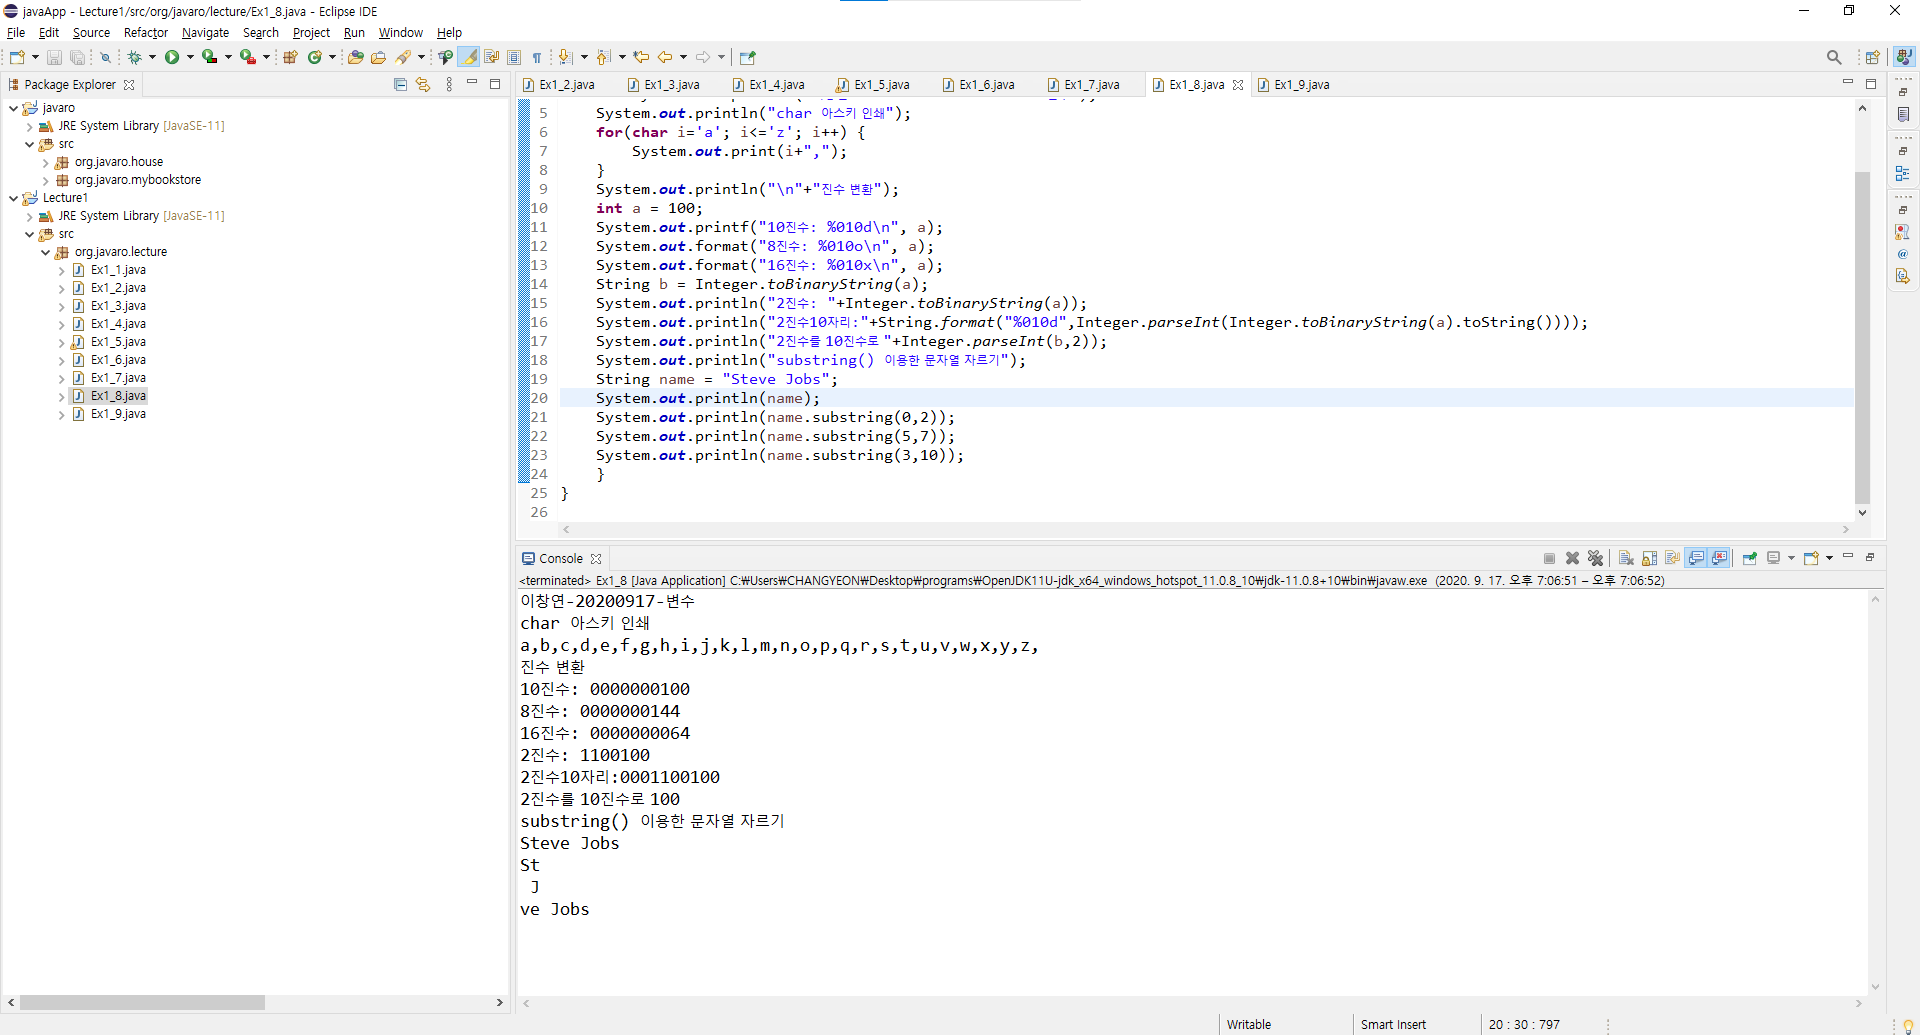 javaApp - Lecture1/src/org/javaro/lecture/Ex1_8.java - Eclipse IDE
File Edit Source Refactor Navigate Search Project Run Window Help
Package Explorer
javaro
JRE System Library [JavaSE-11]
src
org.javaro.house
org.javaro.mybookstore
Lecture1
JRE System Library [JavaSE-11]
src
org.javaro.lecture
Ex1_1.java
Ex1_2.java
Ex1_3.java
Ex1_4.java
Ex1_5.java
Ex1_6.java
Ex1_7.java
Ex1_8.java
Ex1_9.java
Ex1_2.java Ex1_3.java Ex1_4.java Ex1_5.java Ex1_6.java Ex1_7.java Ex1_8.java Ex1_9.java
5 System.out.println("char 아스키 인쇄");
6 for(char i='a'; i<='z'; i++) {
7 System.out.print(i+",");
8 }
9 System.out.println("\n"+"진수 변환");
10 int a = 100;
11 System.out.printf("10진수: %010d\n", a);
12 System.out.format("8진수: %010o\n", a);
13 System.out.format("16진수: %010x\n", a);
14 String b = Integer.toBinaryString(a);
15 System.out.println("2진수: "+Integer.toBinaryString(a));
16 System.out.println("2진수10자리:"+String.format("%010d",Integer.parseInt(Integer.toBinaryString(a).toString())));
17 System.out.println("2진수를 10진수로 "+Integer.parseInt(b,2));
18 System.out.println("substring() 이용한 문자열 자르기");
19 String name = "Steve Jobs";
20 System.out.println(name);
21 System.out.println(name.substring(0,2));
22 System.out.println(name.substring(5,7));
23 System.out.println(name.substring(3,10));
24 }
25 }
26
Console
<terminated> Ex1_8 [Java Application] C:₩Users₩CHANGYEON₩Desktop₩programs₩OpenJDK11U-jdk_x64_windows_hotspot_11.0.8_10₩jdk-11.0.8+10₩bin₩javaw.exe (2020. 9. 17. 오후 7:06:51 – 오후 7:06:52)
이창연-20200917-변수
char 아스키 인쇄
a,b,c,d,e,f,g,h,i,j,k,l,m,n,o,p,q,r,s,t,u,v,w,x,y,z,
진수 변환
10진수: 0000000100
8진수: 0000000144
16진수: 0000000064
2진수: 1100100
2진수10자리:0001100100
2진수를 10진수로 100
substring() 이용한 문자열 자르기
Steve Jobs
St
J
ve Jobs
Writable Smart Insert 20 : 30 : 797